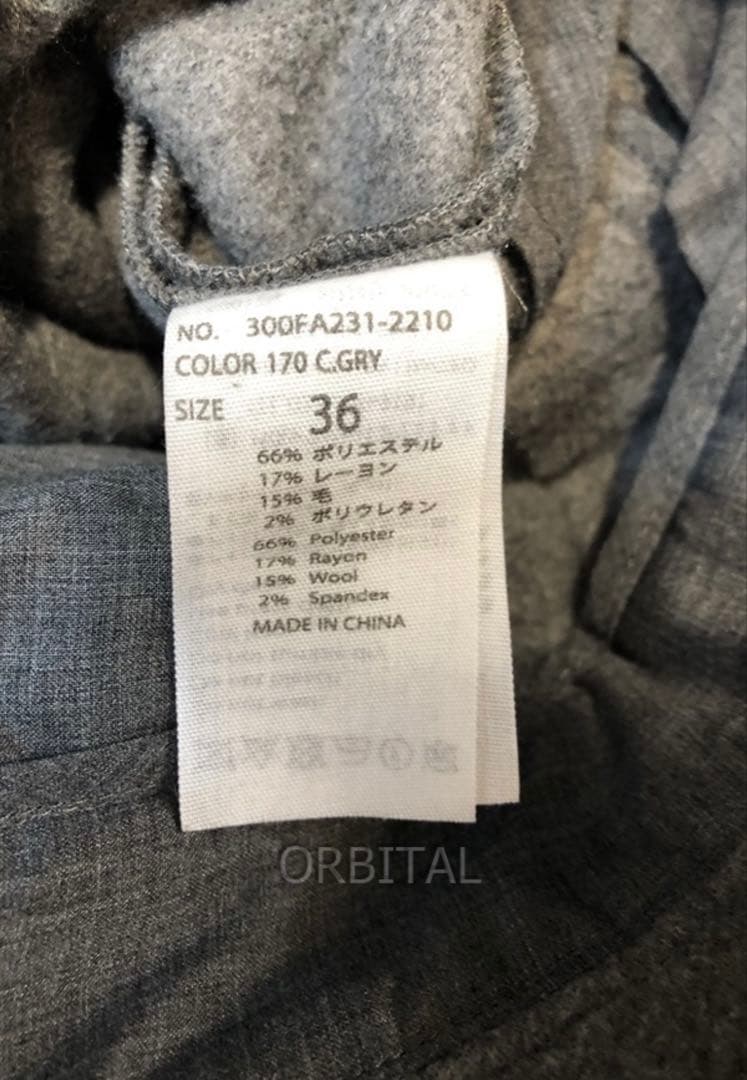 NO. 300FA231-2210
COLOR 170 C.GRY
SIZE 36
66% ポリエステル
17% レーヨン
15% 毛
2% ポリウレタン
66% Polyester
17% Rayon
15% Wool
2% Spandex
MADE IN CHINA
ORBITAL